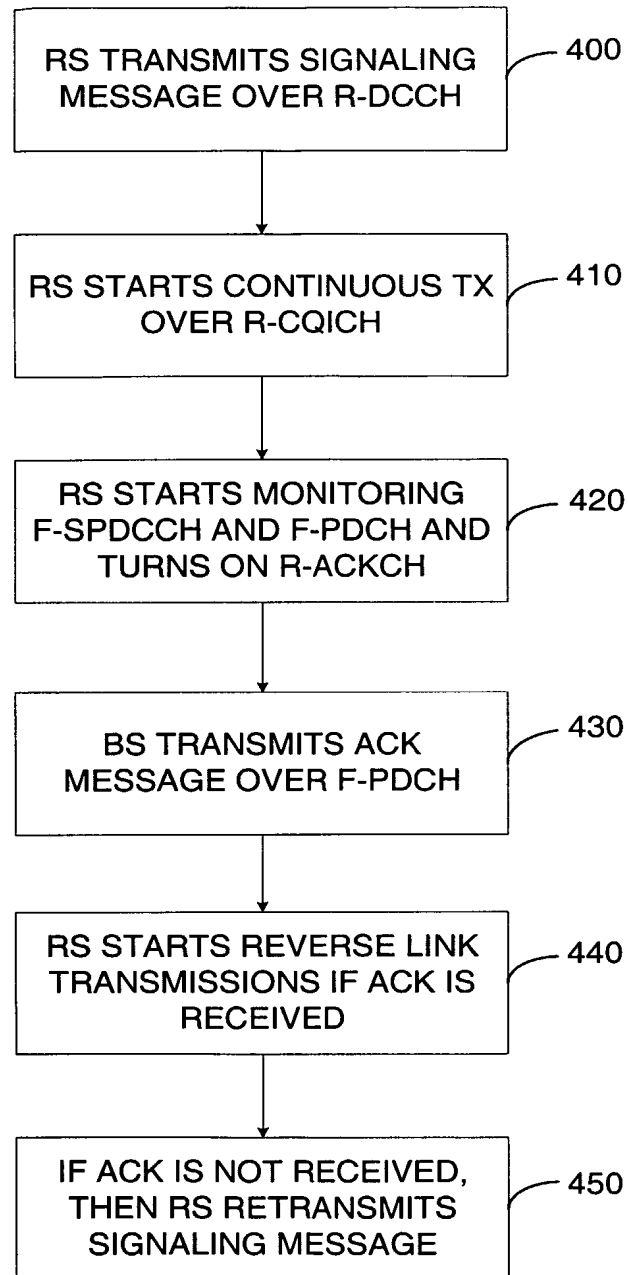 RS TRANSMITS SIGNALING
MESSAGE OVER R-DCCH
400
RS STARTS CONTINUOUS TX
OVER R-CQICH
410
RS STARTS MONITORING
F-SPDCCH AND F-PDCH AND
TURNS ON R-ACKCH
420
BS TRANSMITS ACK
MESSAGE OVER F-PDCH
430
RS STARTS REVERSE LINK
TRANSMISSIONS IF ACK IS
RECEIVED
440
IF ACK IS NOT RECEIVED,
THEN RS RETRANSMITS
SIGNALING MESSAGE
450